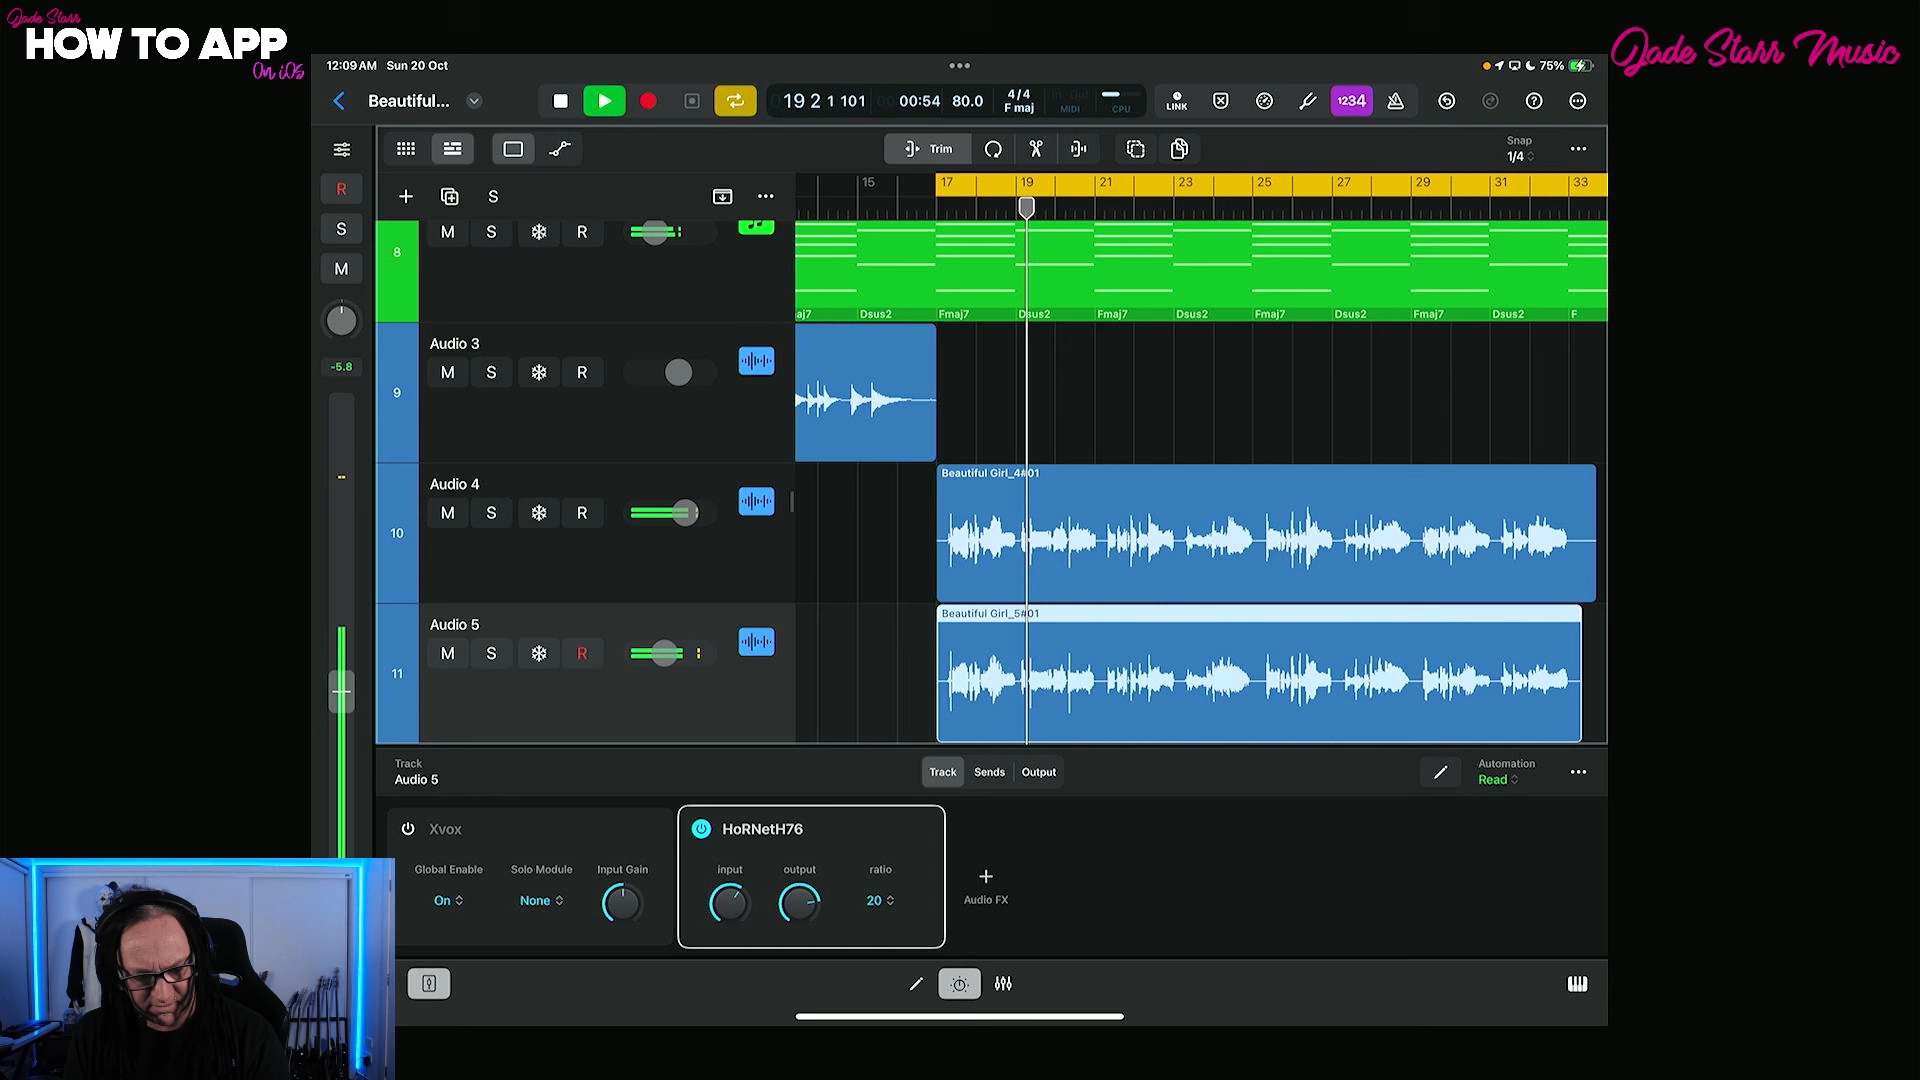 Jade Starr
HOW TO APP
On iOS
Jade Starr Music
12:09AM Sun 20 Oct
75%
Beautiful...
19 2 1 101
00:54
80.0
4/4
F maj
In Out
MIDI
CPU
LINK
1234
Trim
Snap
1/4
R
S
M
-5.8
S
15 17 19 21 23 25 27 29 31 33
8
M S R
aj7 Dsus2 Fmaj7 Dsus2 Fmaj7 Dsus2 Fmaj7 Dsus2 Fmaj7 Dsus2 F
9
Audio 3
M S R
10
Audio 4
M S R
Beautiful Girl_4#01
11
Audio 5
M S R
Beautiful Girl_5#01
Track
Audio 5
Track Sends Output
Automation
Read
Xvox
Global Enable Solo Module Input Gain
On None
HoRNetH76
input output ratio
20
Audio FX